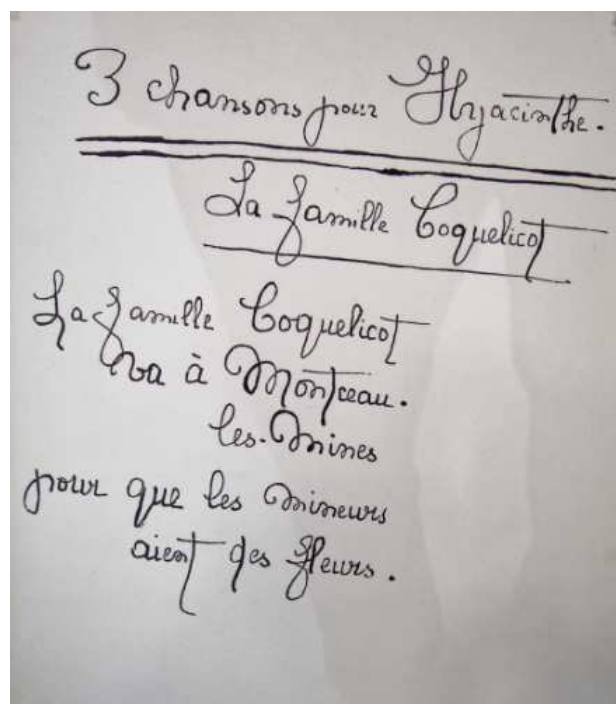 3 chansons pour Hyacinthe.
La famille Coquelicot
La famille Coquelicot
va à Montceau.
les-Mines
pour que les Mineurs
aient des fleurs.